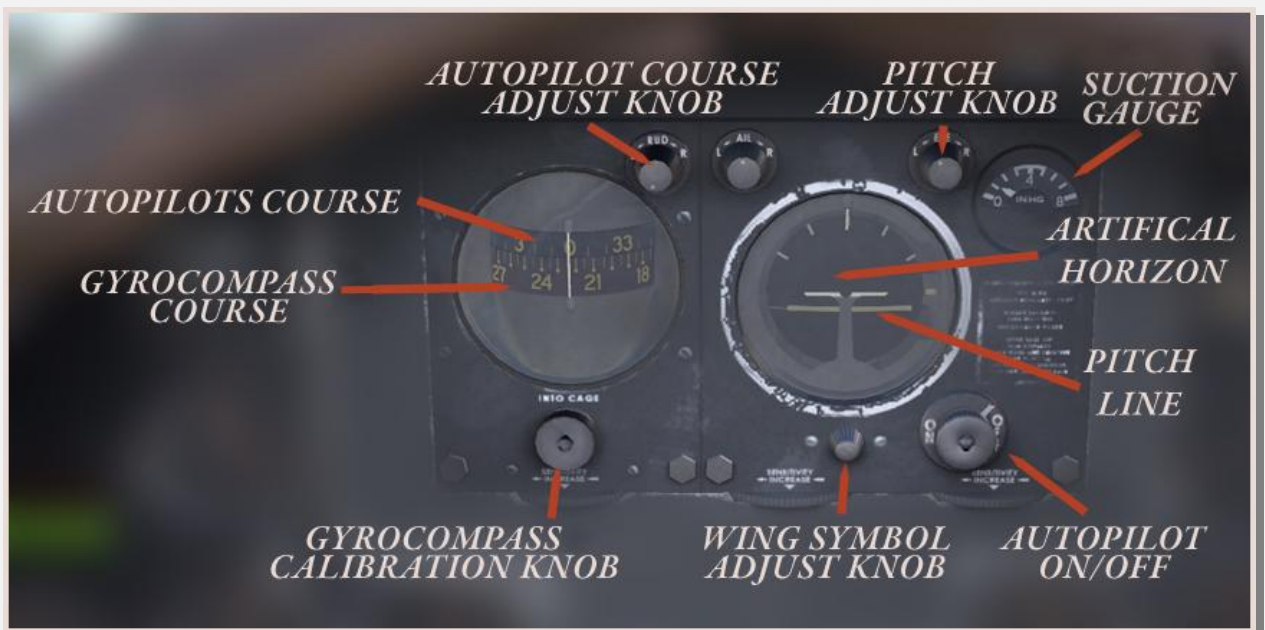 AUTOPILOT COURSE
ADJUST KNOB
PITCH
ADJUST KNOB
SUCTION
GAUGE
RUD
R
AIL
L R
L
4
0 8
IN HG
AUTOPILOTS COURSE
3 0 33
27 24 21 18
GYROCOMPASS
COURSE
ARTIFICAL
HORIZON
PITCH
LINE
INTO CAGE
ON
SENSITIVITY
INCREASE
SENSITIVITY
INCREASE
SENSITIVITY
INCREASE
GYROCOMPASS
CALIBRATION KNOB
WING SYMBOL
ADJUST KNOB
AUTOPILOT
ON/OFF